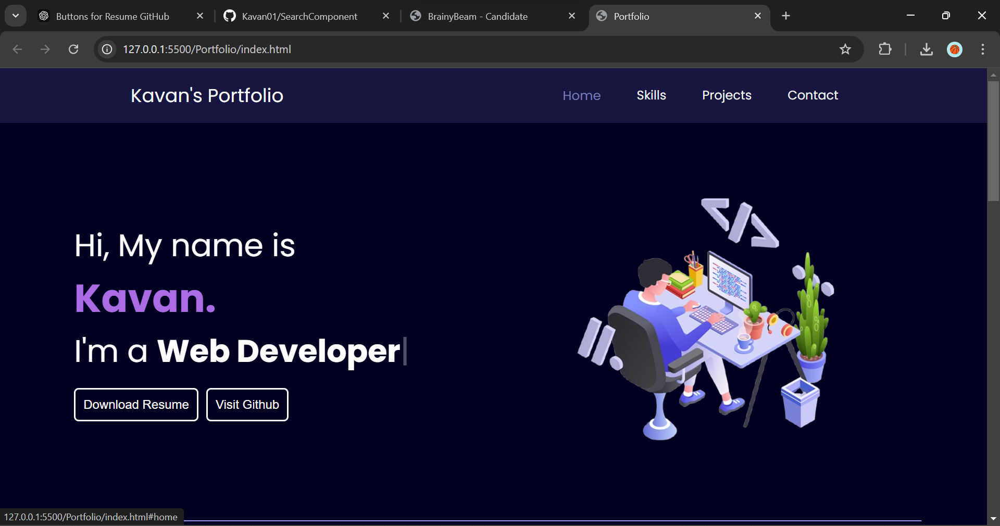 Buttons for Resume GitHub
Kavan01/SearchComponent
BrainyBeam - Candidate
Portfolio
127.0.0.1:5500/Portfolio/index.html
Kavan's Portfolio
Home
Skills
Projects
Contact
Hi, My name is
Kavan.
I'm a Web Developer|
Download Resume
Visit Github
127.0.0.1:5500/Portfolio/index.html#home